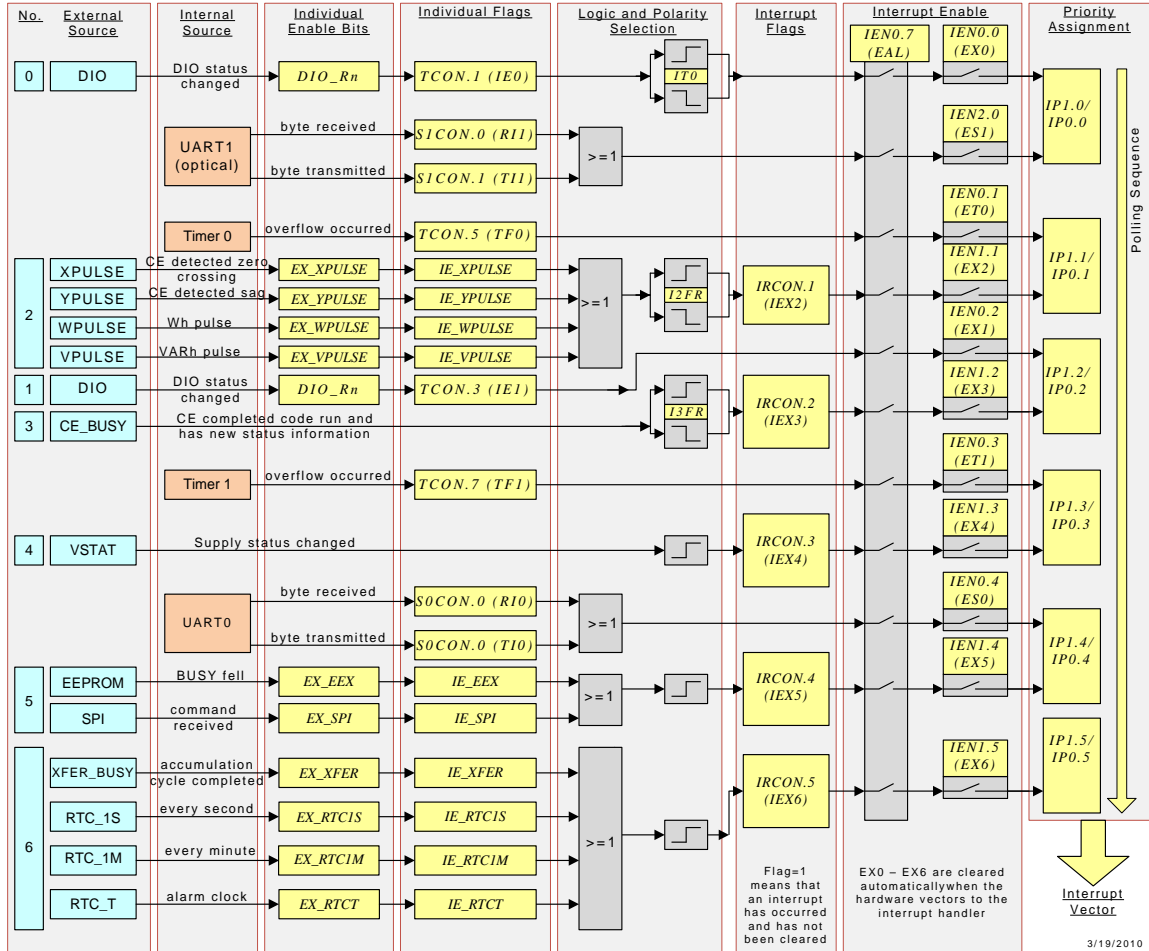 No. External Source Internal Source Individual Enable Bits Individual Flags Logic and Polarity Selection Interrupt Flags Interrupt Enable Priority Assignment
IEN0.7 (EAL)
IEN0.0 (EX0)
0 DIO DIO status changed DIO_Rn TCON.1 (IE0) IT0
IP1.0/ IP0.0
IEN2.0 (ES1)
UART1 (optical)
byte received S1CON.0 (RI1)
>=1
byte transmitted S1CON.1 (TI1)
IEN0.1 (ET0)
Timer 0 overflow occurred TCON.5 (TF0)
IP1.1/ IP0.1
IEN1.1 (EX2)
2
XPULSE CE detected zero crossing EX_XPULSE IE_XPULSE
YPULSE CE detected sag EX_YPULSE IE_YPULSE
>=1 I2FR IRCON.1 (IEX2)
WPULSE Wh pulse EX_WPULSE IE_WPULSE
VPULSE VARh pulse EX_VPULSE IE_VPULSE
IEN0.2 (EX1)
IP1.2/ IP0.2
1 DIO DIO status changed DIO_Rn TCON.3 (IE1)
IEN1.2 (EX3)
3 CE_BUSY CE completed code run and has new status information I3FR IRCON.2 (IEX3)
IEN0.3 (ET1)
Timer 1 overflow occurred TCON.7 (TF1)
IP1.3/ IP0.3
IEN1.3 (EX4)
4 VSTAT Supply status changed IRCON.3 (IEX4)
IEN0.4 (ES0)
UART0
byte received S0CON.0 (RI0)
>=1
byte transmitted S0CON.0 (TI0)
IP1.4/ IP0.4
IEN1.4 (EX5)
5
EEPROM BUSY fell EX_EEX IE_EEX
>=1 IRCON.4 (IEX5)
SPI command received EX_SPI IE_SPI
IP1.5/ IP0.5
IEN1.5 (EX6)
6
XFER_BUSY accumulation cycle completed EX_XFER IE_XFER
IRCON.5 (IEX6)
RTC_1S every second EX_RTC1S IE_RTC1S
>=1
RTC_1M every minute EX_RTC1M IE_RTC1M
RTC_T alarm clock EX_RTCT IE_RTCT
Polling Sequence
Flag=1
means that
an interrupt
has occurred
and has not
been cleared
EX0 – EX6 are cleared
automaticallywhen the
hardware vectors to the
interrupt handler
Interrupt
Vector
3/19/2010